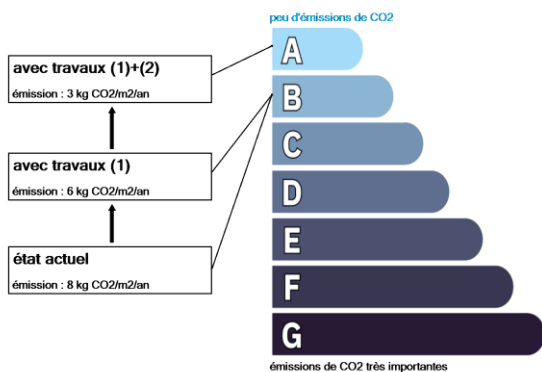 peu d'émissions de CO2
avec travaux (1)+(2)
émission : 3 kg CO2/m2/an
avec travaux (1)
émission : 6 kg CO2/m2/an
état actuel
émission : 8 kg CO2/m2/an
A
B
C
D
E
F
G
émissions de CO2 très importantes